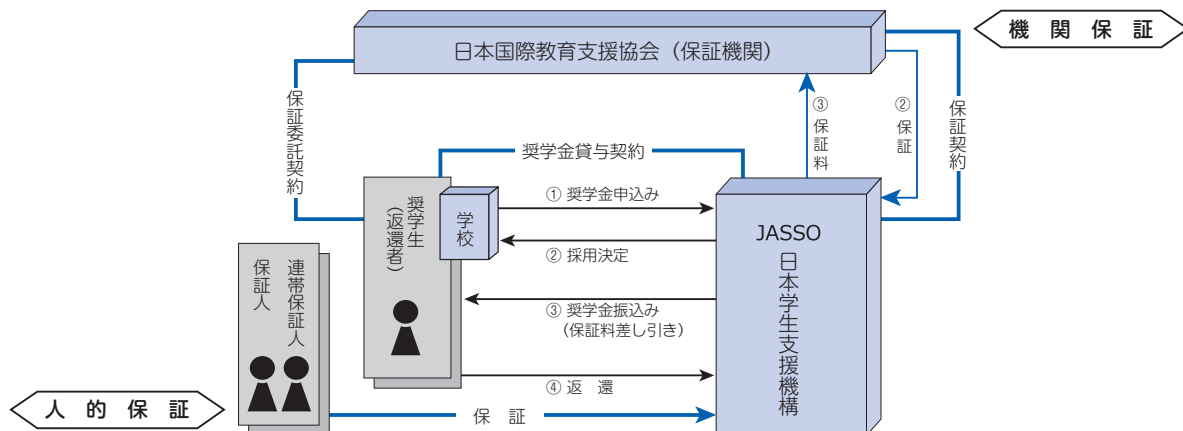 機関保証
日本国際教育支援協会（保証機関）
保証委託契約
③保証料
②保証
保証契約
奨学金貸与契約
奨学生
（返還者）
学校
① 奨学金申込み
② 採用決定
③ 奨学金振込み
（保証料差し引き）
④ 返　還
JASSO
日本学生支援機構
連帯保証人
保証人
人的保証
保　証